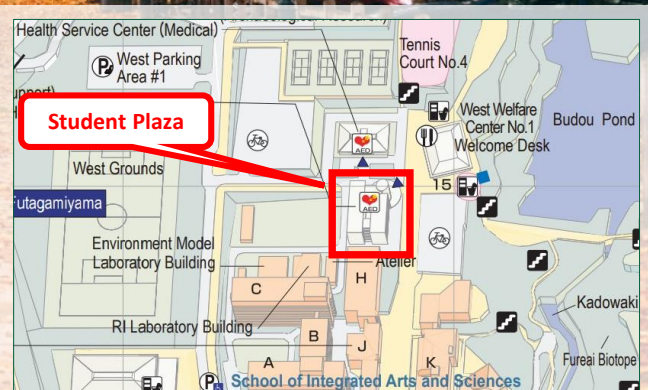 Health Service Center (Medical)
West Parking
Area #1
Tennis
Court No.4
Student Plaza
West Welfare
Center No.1
Welcome Desk
Budou Pond
AED
West Grounds
15
AED
Futagamiyama
Environment Model
Laboratory Building
Atelier
H
C
Kadowaki
RI Laboratory Building
B
J
A
K
Fureai Biotope
P
School of Integrated Arts and Sciences